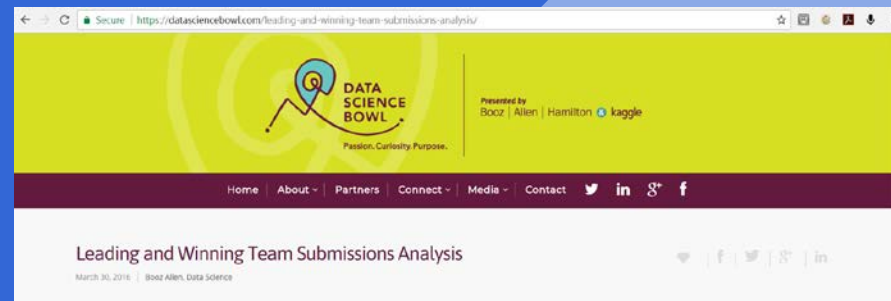 Secure | https://datasciencebowl.com/leading-and-winning-team-submissions-analysis/
DATA
SCIENCE
BOWL
Passion. Curiosity. Purpose.
Presented by
Booz | Allen | Hamilton kaggle
Home | About | Partners | Connect | Media | Contact in g+ f
Leading and Winning Team Submissions Analysis
f | g+ | in
March 30, 2016 | Booz Allen, Data Science